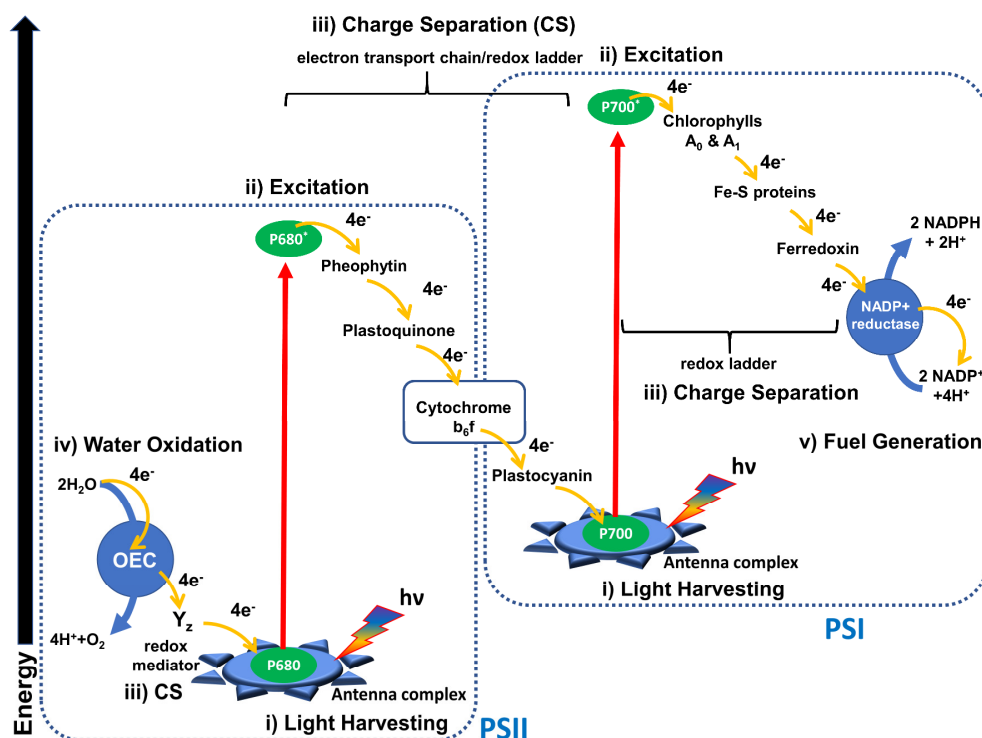 iii) Charge Separation (CS)
electron transport chain/redox ladder
ii) Excitation
P700*
4e-
Chlorophylls
A0 & A1
4e-
Fe-S proteins
4e-
Ferredoxin
4e-
2 NADPH
+ 2H+
NADP+
reductase
4e-
2 NADP+
+4H+
redox ladder
iii) Charge Separation
v) Fuel Generation
ii) Excitation
P680*
4e-
Pheophytin
4e-
Plastoquinone
4e-
Cytochrome
b6f
4e-
Plastocyanin
hν
P700
Antenna complex
i) Light Harvesting
PSI
iv) Water Oxidation
2H2O
4e-
OEC
4e-
4H++O2
Yz
redox
mediator
iii) CS
4e-
hν
P680
Antenna complex
i) Light Harvesting
PSII
Energy